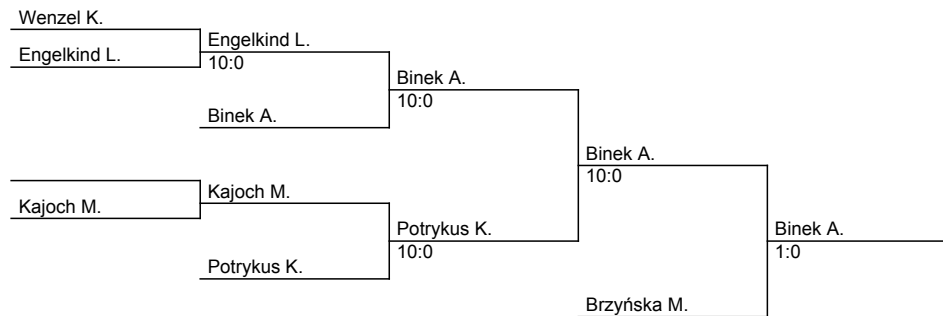 Wenzel K.
Engelkind L.
Engelkind L.
10:0
Binek A.
10:0
Binek A.
Binek A.
10:0
Kajoch M.
Kajoch M.
Potrykus K.
10:0
Binek A.
1:0
Potrykus K.
Brzyńska M.